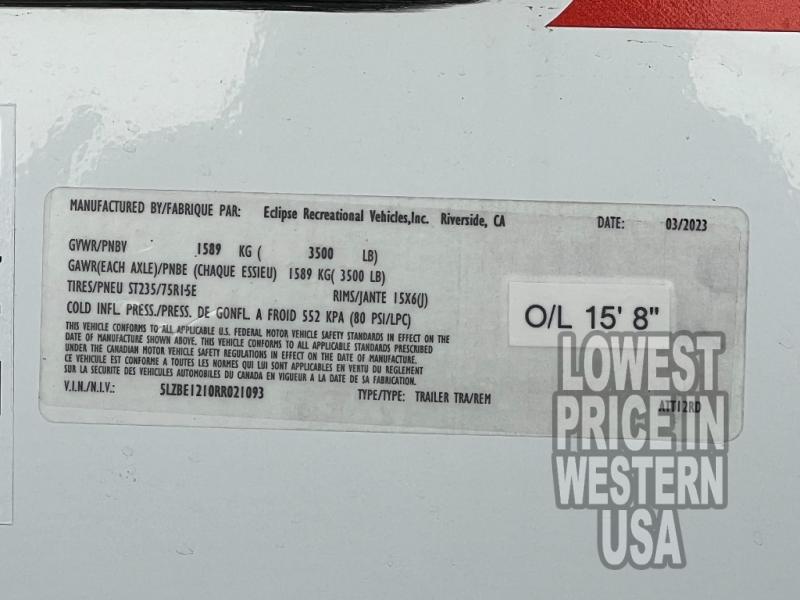 MANUFACTURED BY/FABRIQUE PAR: Eclipse Recreational Vehicles,Inc. Riverside, CA DATE: 03/2023
GVWR/PNBV 1589 KG ( 3500 LB)
GAWR(EACH AXLE)/PNBE (CHAQUE ESSIEU) 1589 KG( 3500 LB)
TIRES/PNEU ST235/75R15E RIMS/JANTE 15X6(J)
COLD INFL. PRESS./PRESS. DE GONFL. A FROID 552 KPA (80 PSI/LPC)
O/L 15' 8"
THIS VEHICLE CONFORMS TO ALL APPLICABLE U.S. FEDERAL MOTOR VEHICLE SAFETY STANDARDS IN EFFECT ON THE
DATE OF MANUFACTURE SHOWN ABOVE. THIS VEHICLE CONFORMS TO ALL APPLICABLE STANDARDS PRESCRIBED
UNDER THE CANADIAN MOTOR VEHICLE SAFETY REGULATIONS IN EFFECT ON THE DATE OF MANUFACTURE.
CE VEHICULE EST CONFORME A TOUTES LES NORMES QUI LUI SONT APPLICABLES EN VERTU DU REGLEMENT
SUR LA SECURITE DES VEHICULES AUTOMOBILES DU CANADA EN VIGUEUR A LA DATE DE SA FABRICATION.
V.I.N./N.I.V.: 5LZBE1210RR021093 TYPE/TYPE: TRAILER TRA/REM ATT12RD
LOWEST
PRICE IN
WESTERN
USA